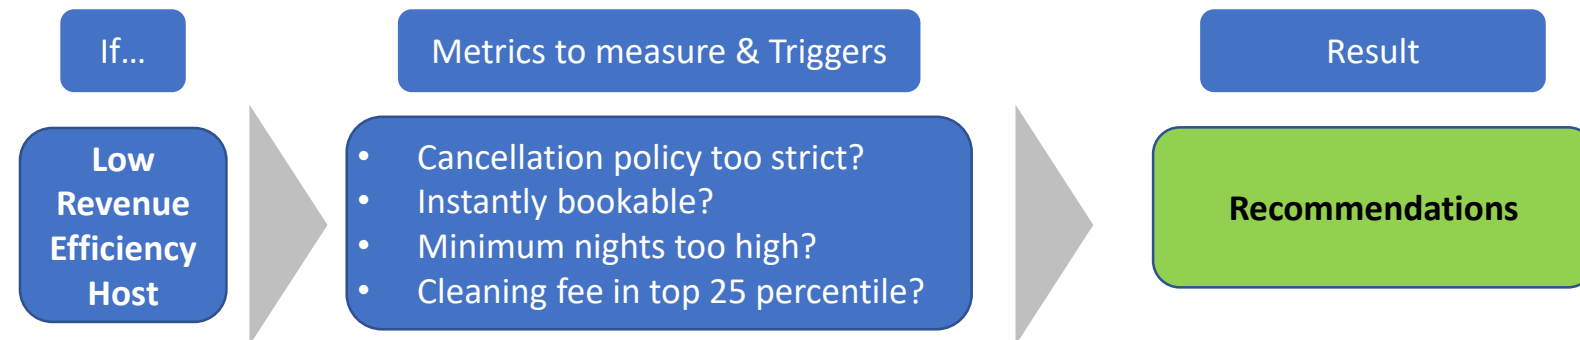 If…
Metrics to measure & Triggers
Result
Low
Revenue
Efficiency
Host
• Cancellation policy too strict?
• Instantly bookable?
• Minimum nights too high?
• Cleaning fee in top 25 percentile?
Recommendations